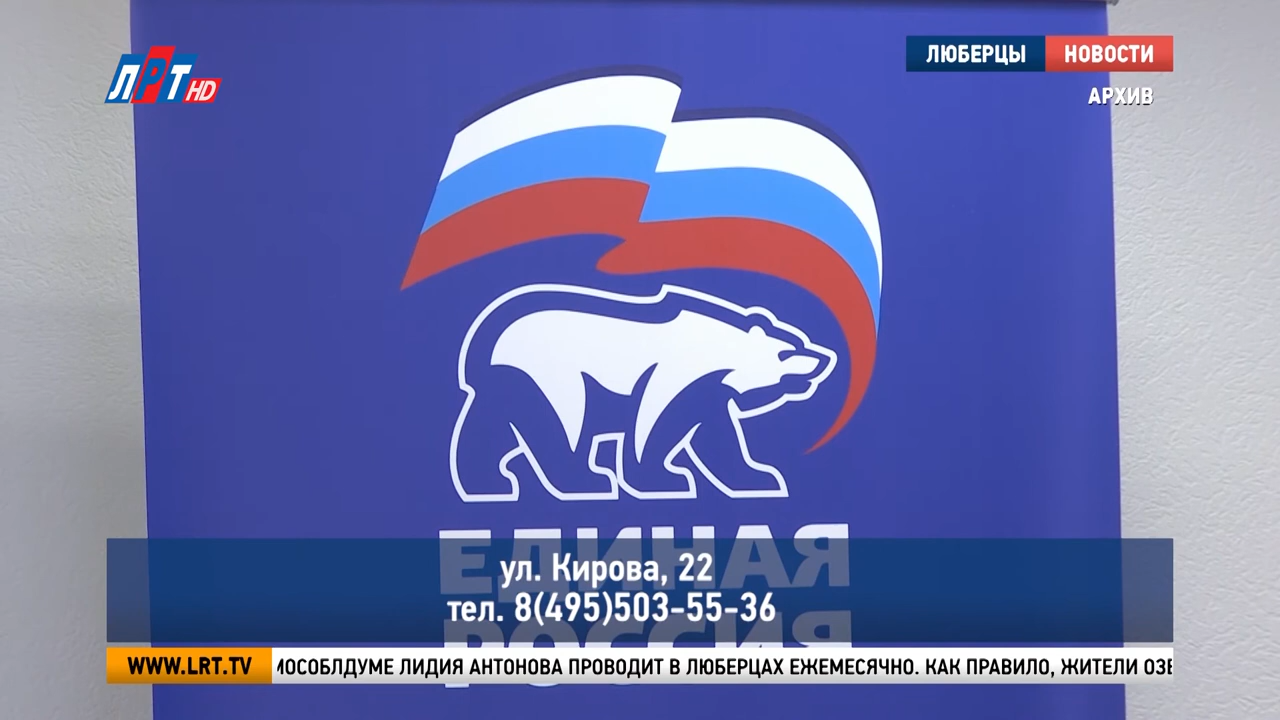 ЛРТ HD
ЛЮБЕРЦЫ НОВОСТИ
АРХИВ
ЕДИНАЯ
РОССИЯ
ул. Кирова, 22
тел. 8(495)503-55-36
WWW.LRT.TV
МОСОБЛДУМЕ ЛИДИЯ АНТОНОВА ПРОВОДИТ В ЛЮБЕРЦАХ ЕЖЕМЕСЯЧНО. КАК ПРАВИЛО, ЖИТЕЛИ